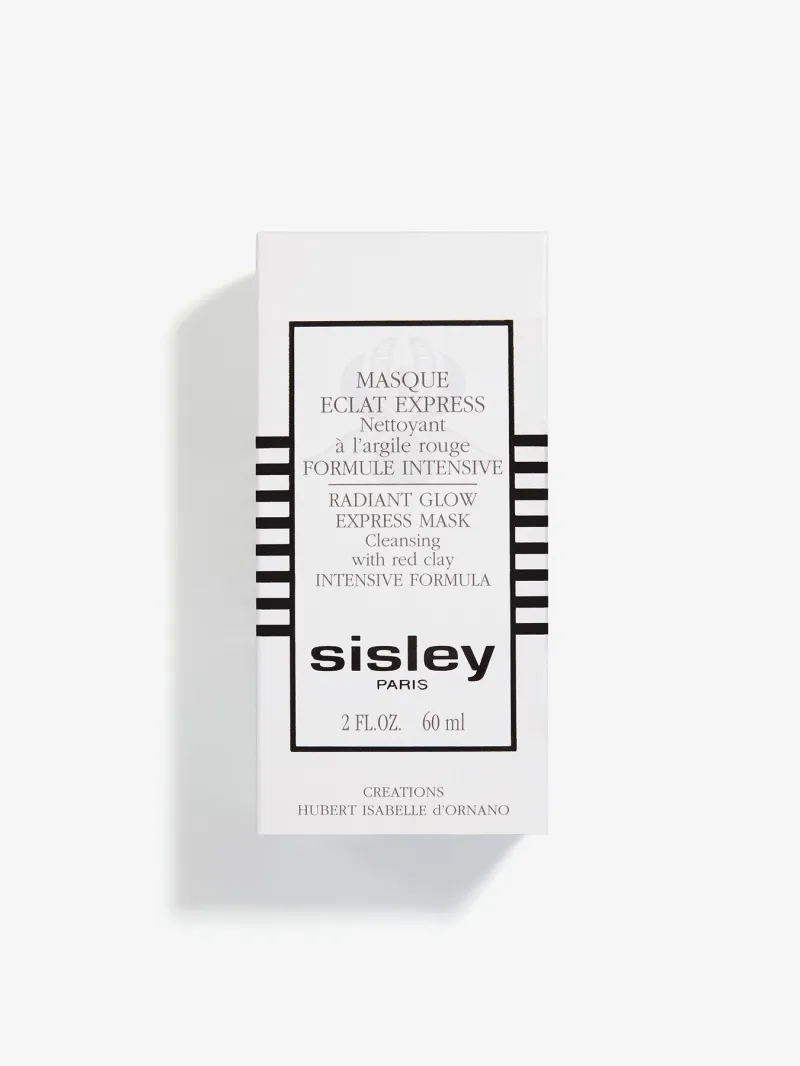 MASQUE
ECLAT EXPRESS
Nettoyant
à l'argile rouge
FORMULE INTENSIVE
RADIANT GLOW
EXPRESS MASK
Cleansing
with red clay
INTENSIVE FORMULA
sisley
PARIS
2 FL.OZ. 60 ml
CREATIONS
HUBERT ISABELLE d'ORNANO